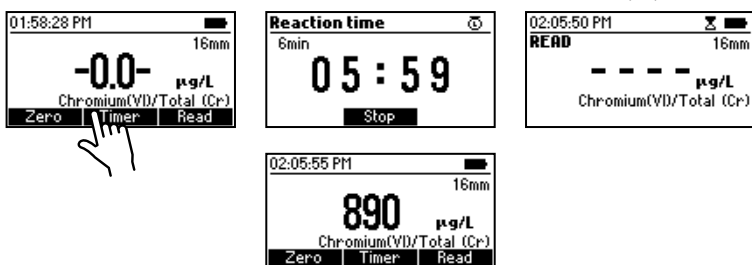 01:58:28 PM
16mm
-0.0- µg/L
Chromium(VI)/Total (Cr)
Zero Timer Read
Reaction time
6min
05:59
Stop
02:05:50 PM
READ 16mm
- - - - µg/L
Chromium(VI)/Total (Cr)
02:05:55 PM
16mm
890 µg/L
Chromium(VI)/Total (Cr)
Zero Timer Read